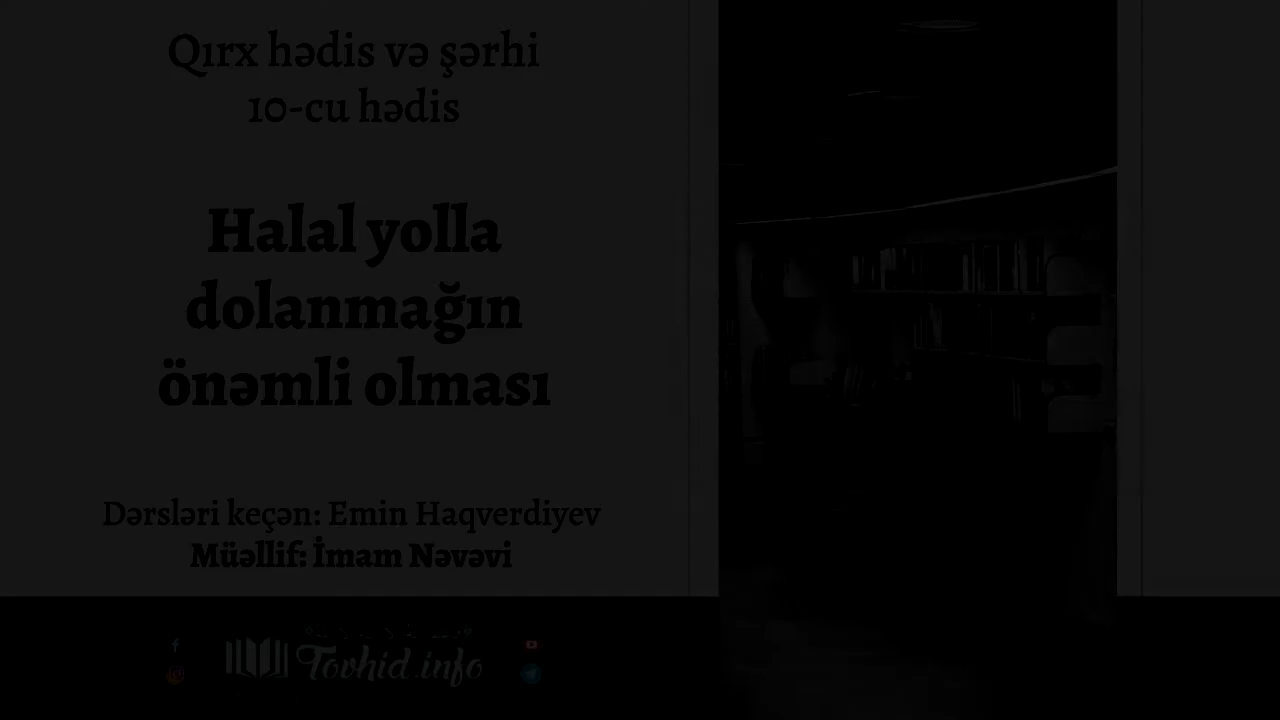 Qırx hədis və şərhi
10-cu hədis
Halal yolla
dolanmağın
önəmli olması
Dərsləri keçən: Emin Haqverdiyev
Müəllif: İmam Nəvəvi
Tovhid.info